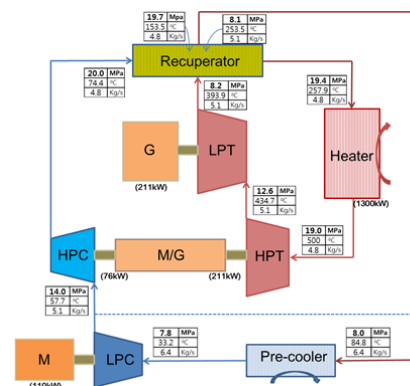 19.7 Mpa
153.5 ℃
4.8 Kg/s
8.1 MPa
253.5 ℃
5.1 Kg/s
Recuperator
20.0 MPa
74.4 ℃
4.8 Kg/s
8.2 MPa
393.9 ℃
5.1 Kg/s
19.4 MPa
257.9 ℃
4.8 Kg/s
G
LPT
Heater
(211kW)
(1300kW)
12.6 MPa
434.7 ℃
5.1 Kg/s
19.0 MPa
500 ℃
4.8 Kg/s
HPC
M/G
HPT
(76kW)
(211kW)
14.0 MPa
57.7 ℃
5.1 Kg/s
7.8 MPa
33.2 ℃
6.4 Kg/s
8.0 MPa
84.8 ℃
6.4 Kg/s
M
LPC
Pre-cooler